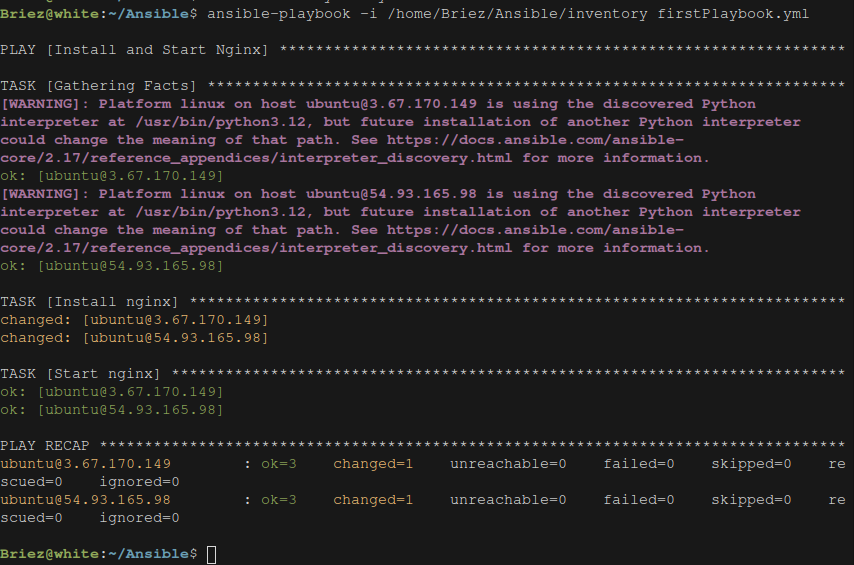 Briez@white:~/Ansible$ ansible-playbook -i /home/Briez/Ansible/inventory firstPlaybook.yml
PLAY [Install and Start Nginx] ***************************************************************
TASK [Gathering Facts] ***********************************************************************
[WARNING]: Platform linux on host ubuntu@3.67.170.149 is using the discovered Python
interpreter at /usr/bin/python3.12, but future installation of another Python interpreter
could change the meaning of that path. See https://docs.ansible.com/ansible-
core/2.17/reference_appendices/interpreter_discovery.html for more information.
ok: [ubuntu@3.67.170.149]
[WARNING]: Platform linux on host ubuntu@54.93.165.98 is using the discovered Python
interpreter at /usr/bin/python3.12, but future installation of another Python interpreter
could change the meaning of that path. See https://docs.ansible.com/ansible-
core/2.17/reference_appendices/interpreter_discovery.html for more information.
ok: [ubuntu@54.93.165.98]
TASK [Install nginx] *************************************************************************
changed: [ubuntu@3.67.170.149]
changed: [ubuntu@54.93.165.98]
TASK [Start nginx] ***************************************************************************
ok: [ubuntu@3.67.170.149]
ok: [ubuntu@54.93.165.98]
PLAY RECAP ***********************************************************************************
ubuntu@3.67.170.149        : ok=3    changed=1    unreachable=0    failed=0    skipped=0    re
scued=0    ignored=0
ubuntu@54.93.165.98        : ok=3    changed=1    unreachable=0    failed=0    skipped=0    re
scued=0    ignored=0
Briez@white:~/Ansible$